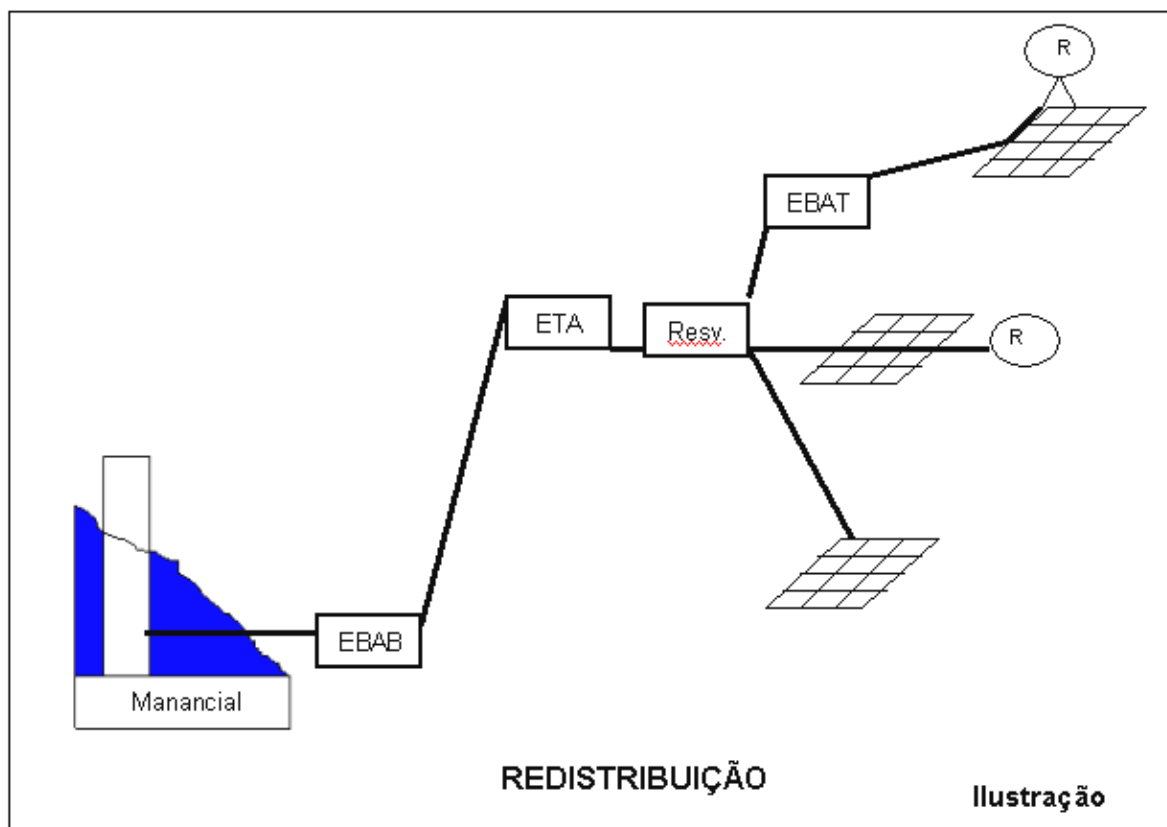 R
EBAT
ETA
Resv.
R
EBAB
Manancial
REDISTRIBUIÇÃO
Ilustração